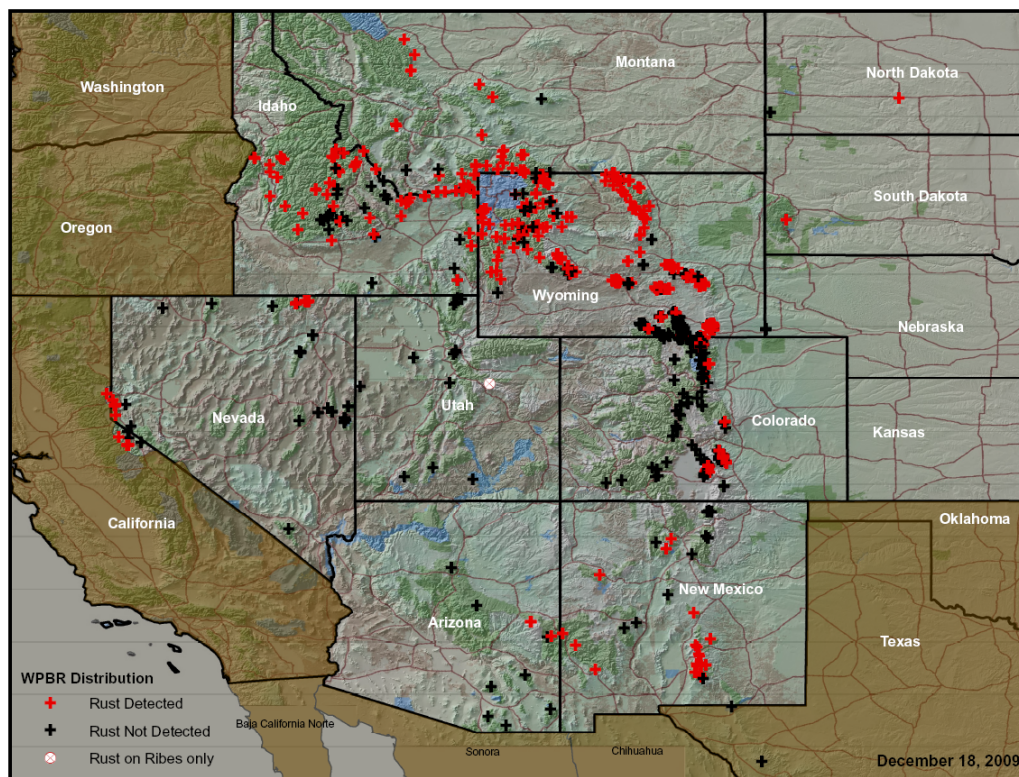 Montana
North Dakota
Washington
Idaho
South Dakota
Oregon
Wyoming
Nebraska
Utah
Nevada
Colorado
Kansas
California
Oklahoma
New Mexico
Arizona
Texas
WPBR Distribution
Rust Detected
Rust Not Detected
Rust on Ribes only
Baja California Norte
Sonora
Chihuahua
December 18, 2009